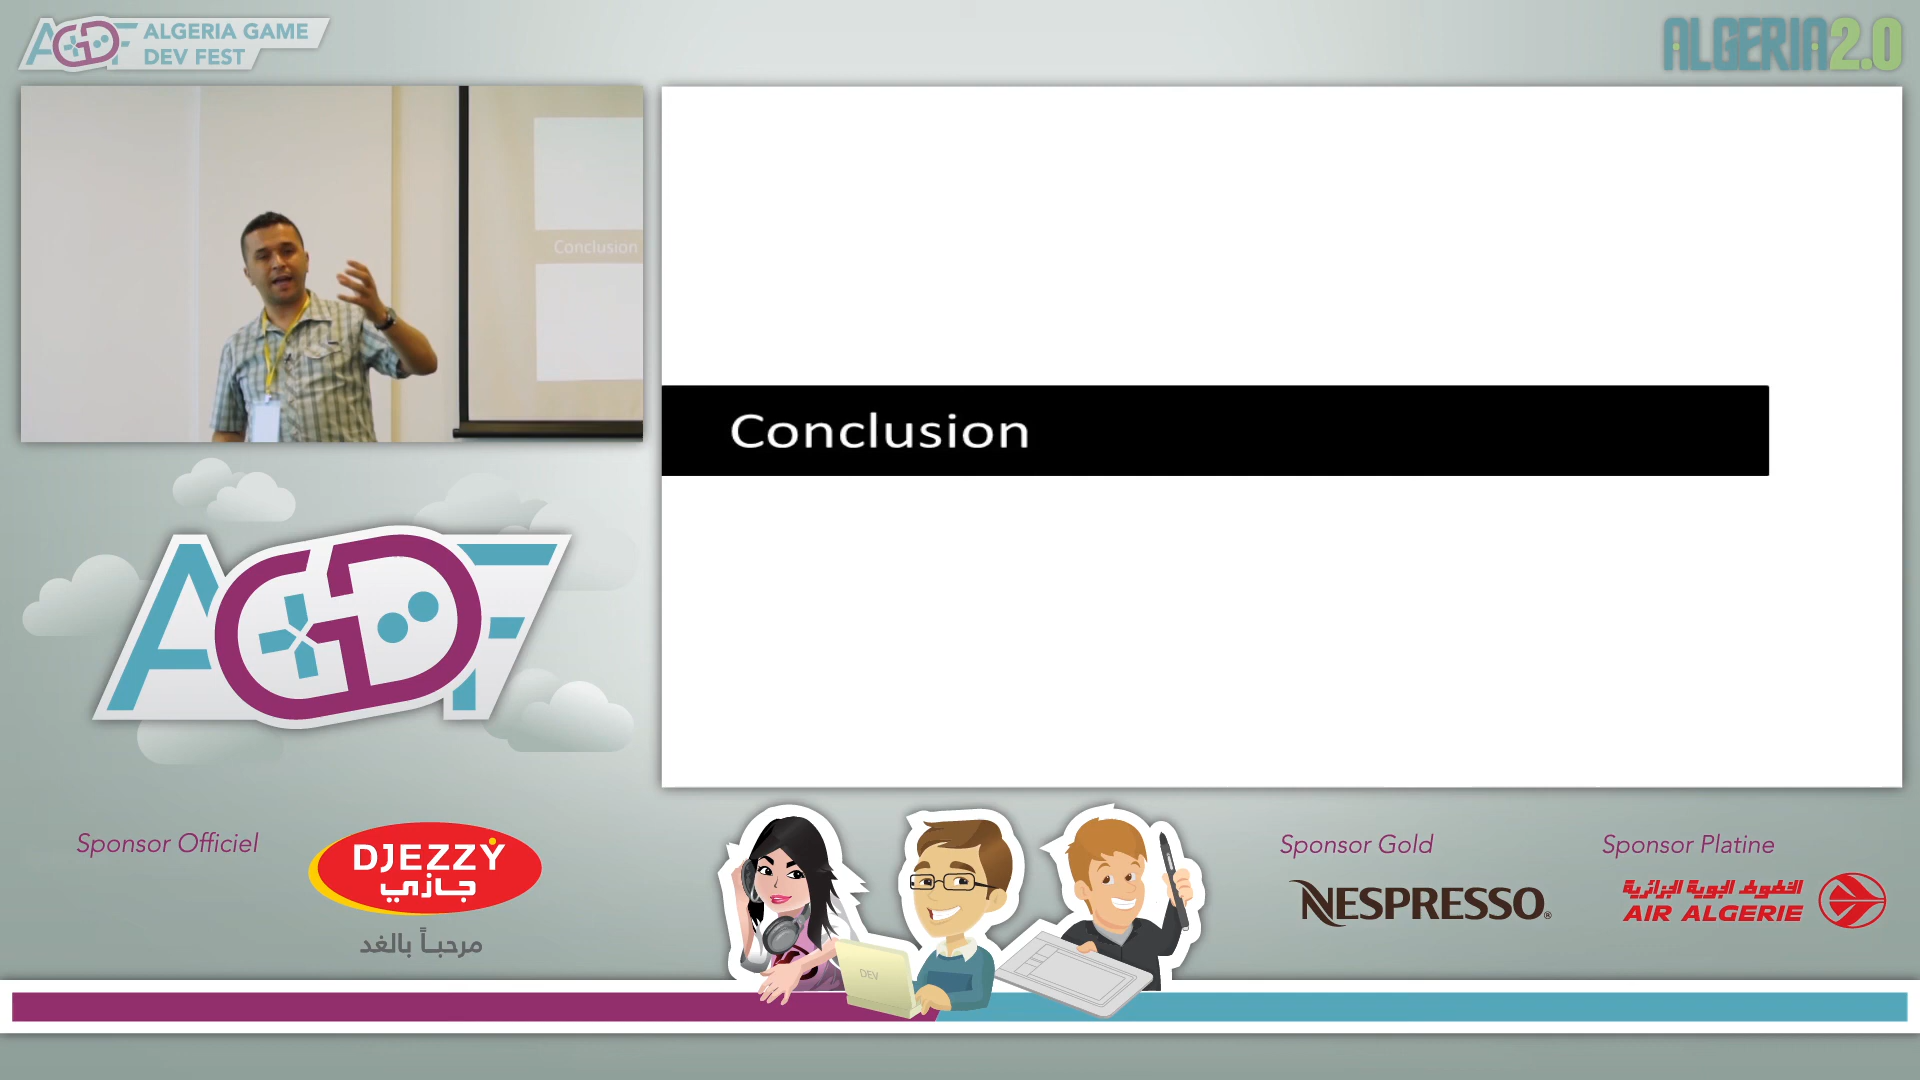 ALGERIA GAME
DEV FEST
ALGERIA2.0
Conclusion
Conclusion
AGDF
Sponsor Officiel
DJEZZY
جازي
مرحبــاً بالغد
DEV
Sponsor Gold
NESPRESSO
Sponsor Platine
الخطوط الجوية الجزائرية
AIR ALGERIE